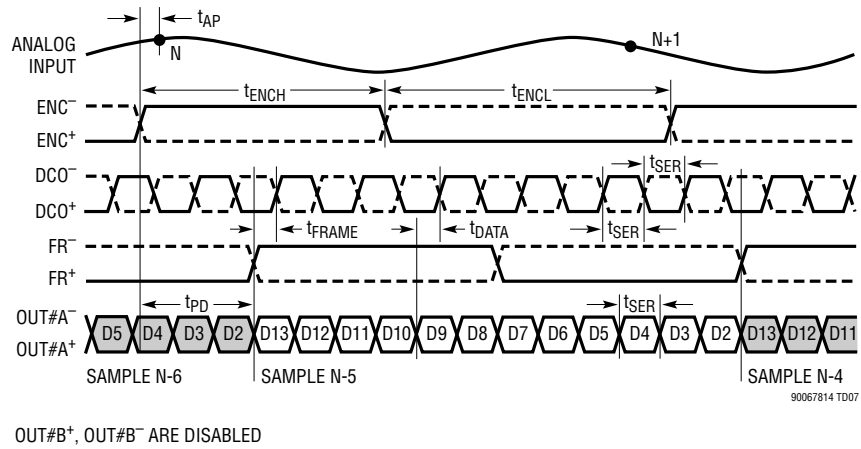 tAP
ANALOG
INPUT
N
N+1
tENCH
tENCL
ENC–
ENC+
DCO–
DCO+
tSER
tFRAME
tDATA
tSER
FR–
FR+
tPD
tSER
OUT#A–
OUT#A+
D5 D4 D3 D2 D13 D12 D11 D10 D9 D8 D7 D6 D5 D4 D3 D2 D13 D12 D11
SAMPLE N-6 SAMPLE N-5 SAMPLE N-4
90067814 TD07
OUT#B+, OUT#B– ARE DISABLED